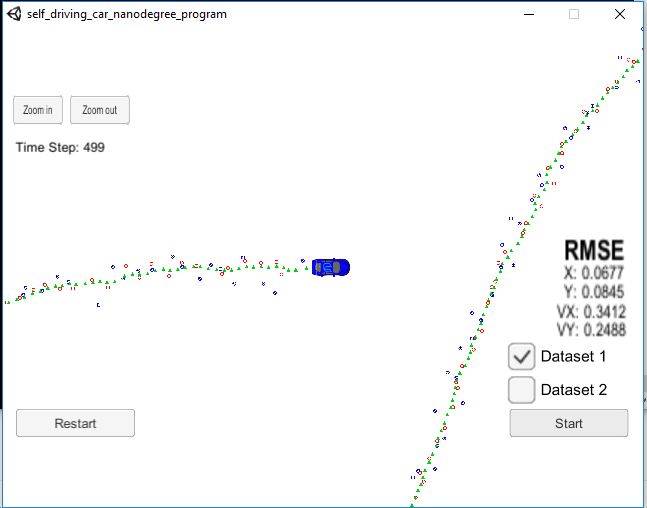 self_driving_car_nanodegree_program
Zoom in
Zoom out
Time Step: 499
RMSE
X: 0.0677
Y: 0.0845
VX: 0.3412
VY: 0.2488
Dataset 1
Dataset 2
Restart
Start